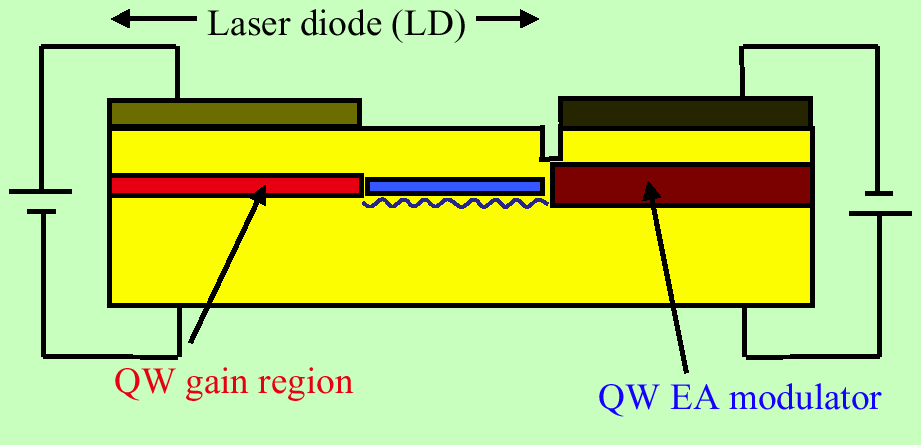 Laser diode (LD)
QW gain region
QW EA modulator